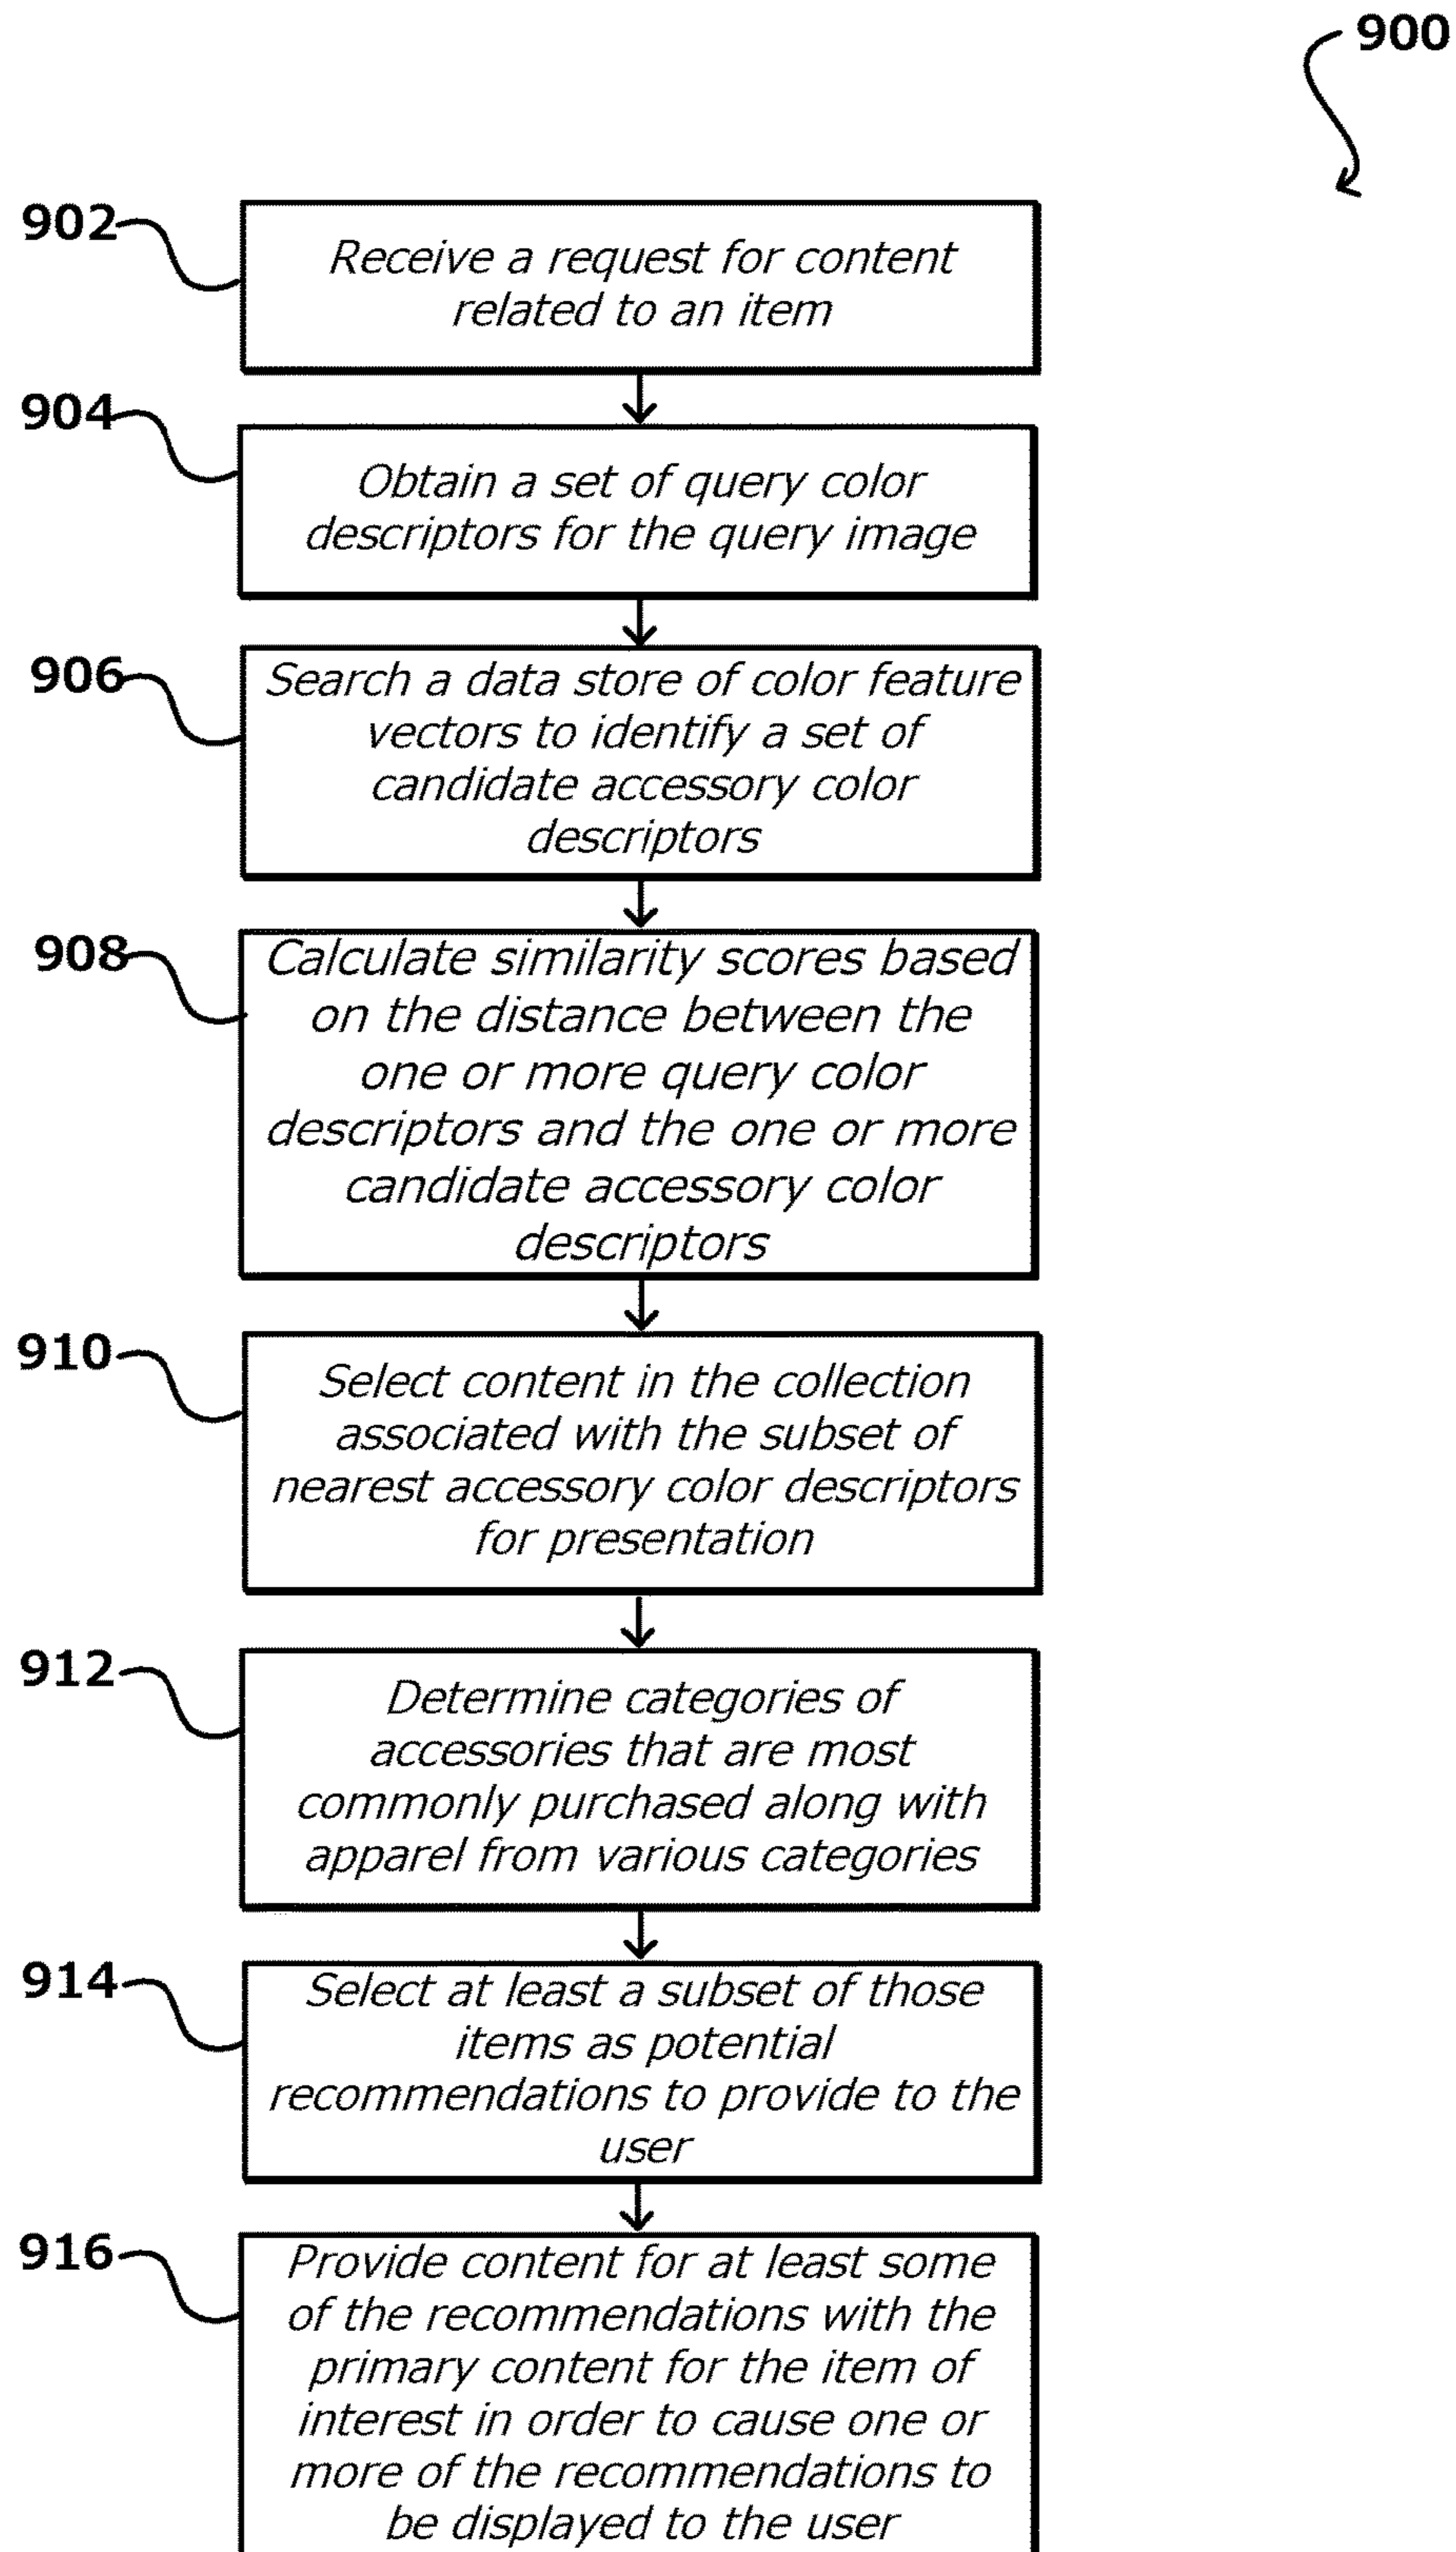 900
902
Receive a request for content
related to an item
904
Obtain a set of query color
descriptors for the query image
906
Search a data store of color feature
vectors to identify a set of
candidate accessory color
descriptors
908
Calculate similarity scores based
on the distance between the
one or more query color
descriptors and the one or more
candidate accessory color
descriptors
910
Select content in the collection
associated with the subset of
nearest accessory color descriptors
for presentation
912
Determine categories of
accessories that are most
commonly purchased along with
apparel from various categories
914
Select at least a subset of those
items as potential
recommendations to provide to the
user
916
Provide content for at least some
of the recommendations with the
primary content for the item of
interest in order to cause one or
more of the recommendations to
be displayed to the user